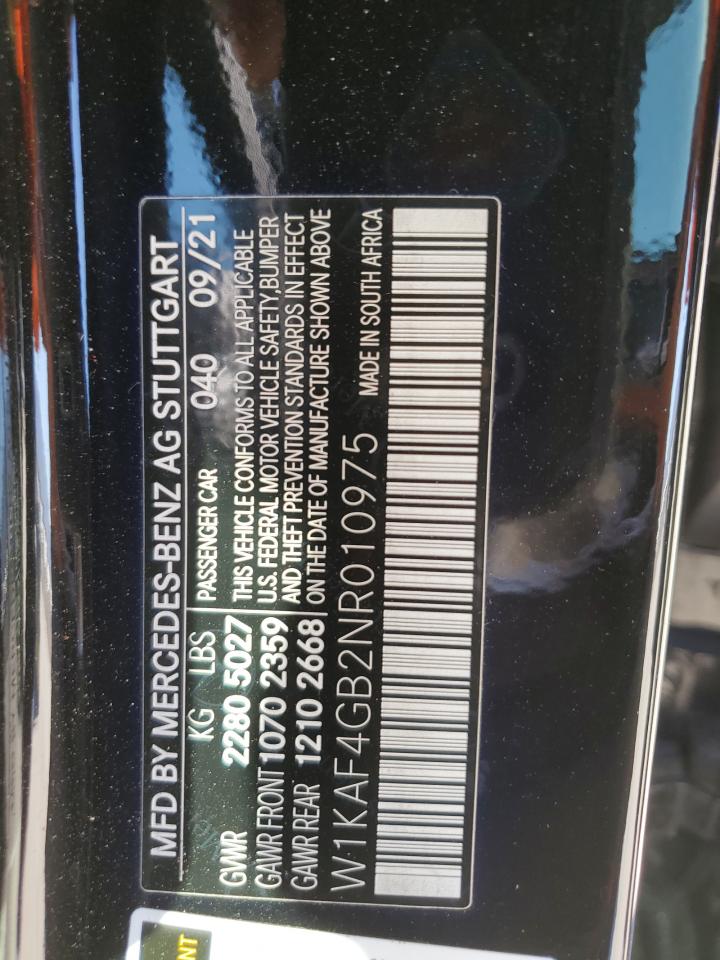 MFD BY MERCEDES-BENZ AG STUTTGART
KG LBS PASSENGER CAR 040 09/21
GWR 2280 5027 THIS VEHICLE CONFORMS TO ALL APPLICABLE
U.S. FEDERAL MOTOR VEHICLE SAFETY, BUMPER
GAWR FRONT 1070 2359 AND THEFT PREVENTION STANDARDS IN EFFECT
GAWR REAR 1210 2668 ON THE DATE OF MANUFACTURE SHOWN ABOVE
W1KAF4GB2NR010975 MADE IN SOUTH AFRICA